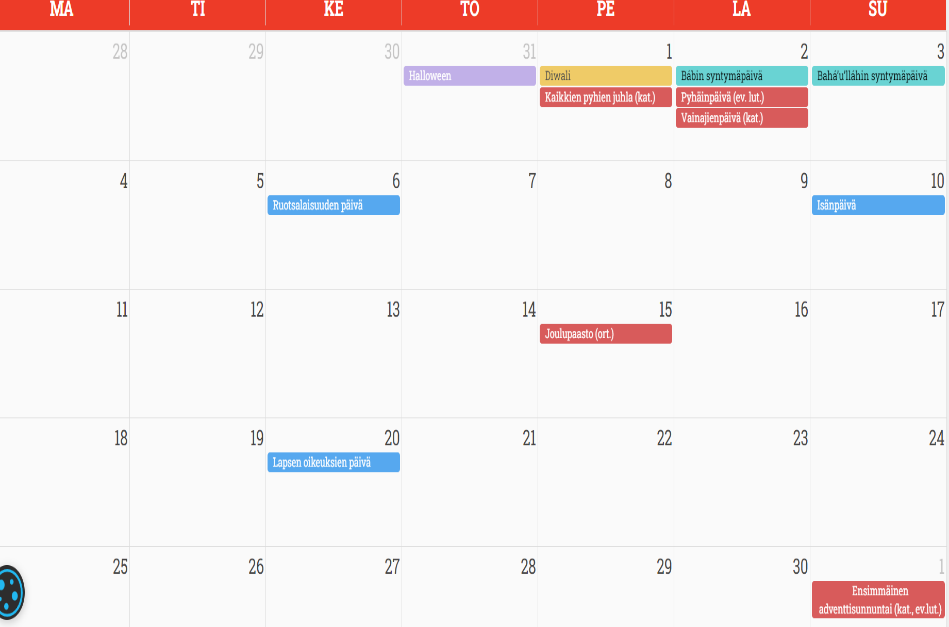 MA TI KE TO PE LA SU
28 29 30 31 1 2 3
Halloween Diwali Bábin syntymäpäivä Bahá'u'lláhin syntymäpäivä
Kaikkien pyhien juhla (kat.) Pyhäinpäivä (ev. lut.)
Vainajienpäivä (kat.)
4 5 6 7 8 9 10
Ruotsalaisuuden päivä Isänpäivä
11 12 13 14 15 16 17
Joulupaasto (ort.)
18 19 20 21 22 23 24
Lapsen oikeuksien päivä
25 26 27 28 29 30 1
Ensimmäinen
adventtisunnuntai (kat., ev.lut.)